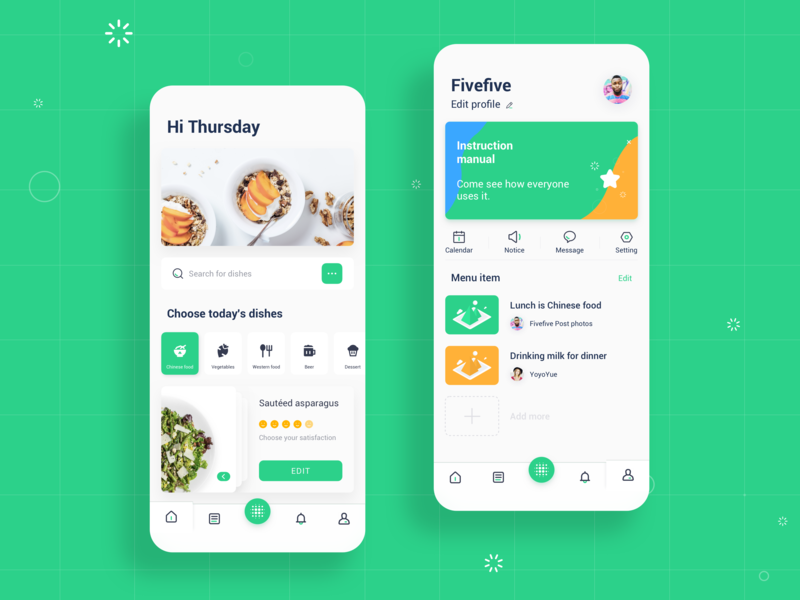 Hi Thursday
Search for dishes
Choose today's dishes
Chinese food
Vegetables
Western food
Beer
Dessert
Sautéed asparagus
Choose your satisfaction
EDIT
Fivefive
Edit profile
Instruction
manual
Come see how everyone
uses it.
Calendar
Notice
Message
Setting
Menu item
Edit
Lunch is Chinese food
Fivefive Post photos
Drinking milk for dinner
YoyoYue
Add more